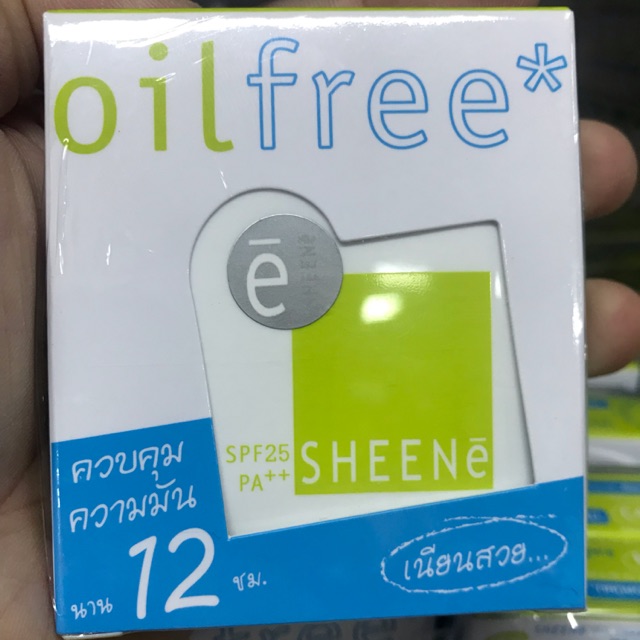 oilfree*
ē SHEENē
SPF25
PA++
SHEENē
ควบคุม
ความมัน
นาน 12 ชม.
เนียนสวย...